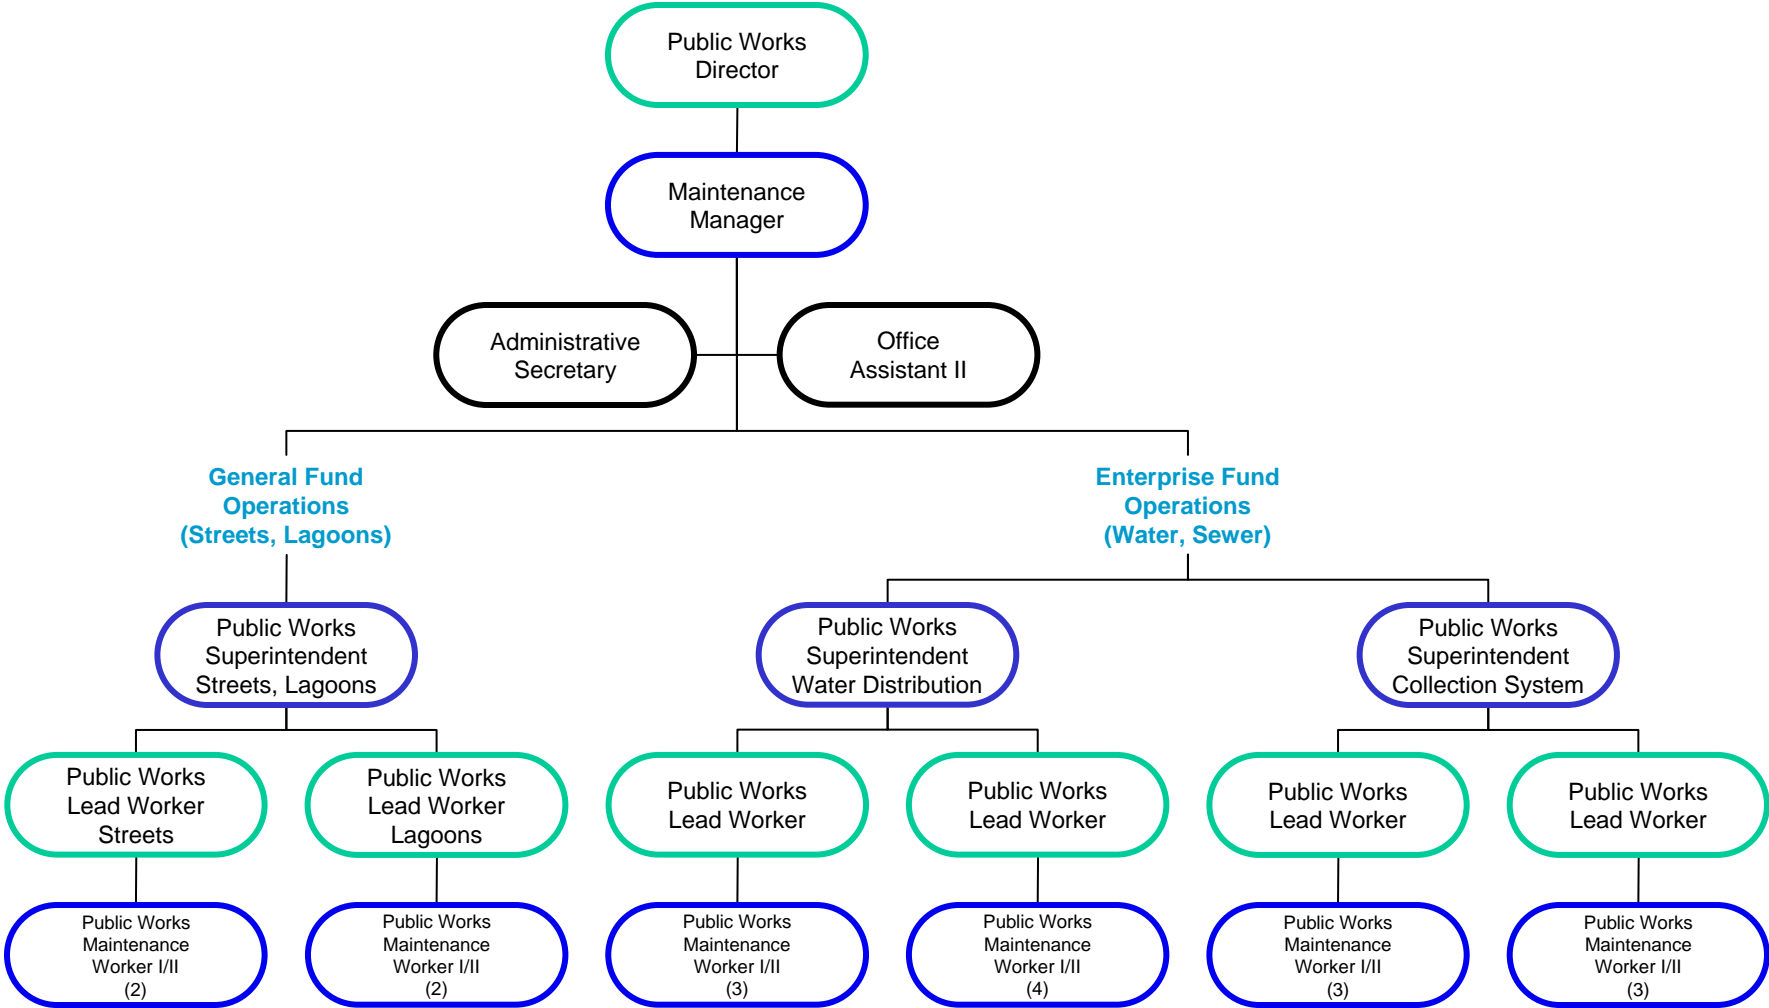 Public Works
Director
Maintenance
Manager
Administrative
Secretary
Office
Assistant II
General Fund
Operations
(Streets, Lagoons)
Enterprise Fund
Operations
(Water, Sewer)
Public Works
Superintendent
Streets, Lagoons
Public Works
Superintendent
Water Distribution
Public Works
Superintendent
Collection System
Public Works
Lead Worker
Streets
Public Works
Lead Worker
Lagoons
Public Works
Lead Worker
Public Works
Lead Worker
Public Works
Lead Worker
Public Works
Lead Worker
Public Works
Maintenance
Worker I/II
(2)
Public Works
Maintenance
Worker I/II
(2)
Public Works
Maintenance
Worker I/II
(3)
Public Works
Maintenance
Worker I/II
(4)
Public Works
Maintenance
Worker I/II
(3)
Public Works
Maintenance
Worker I/II
(3)